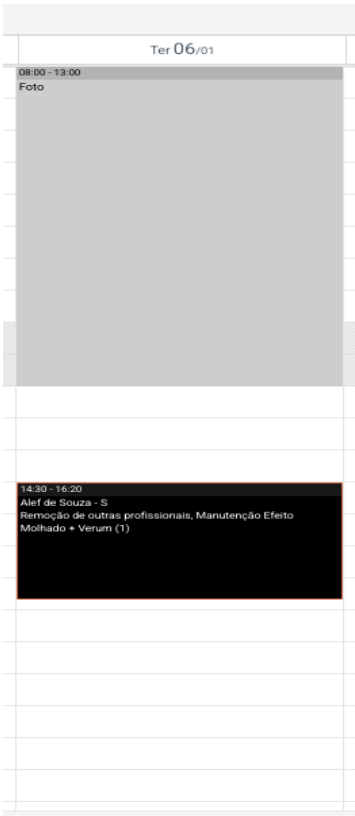 Ter 06/01
08:00 - 13:00
Foto
14:30 - 16:20
Alef de Souza - S
Remoção de outras profissionais, Manutenção Efeito
Molhado + Verum (1)